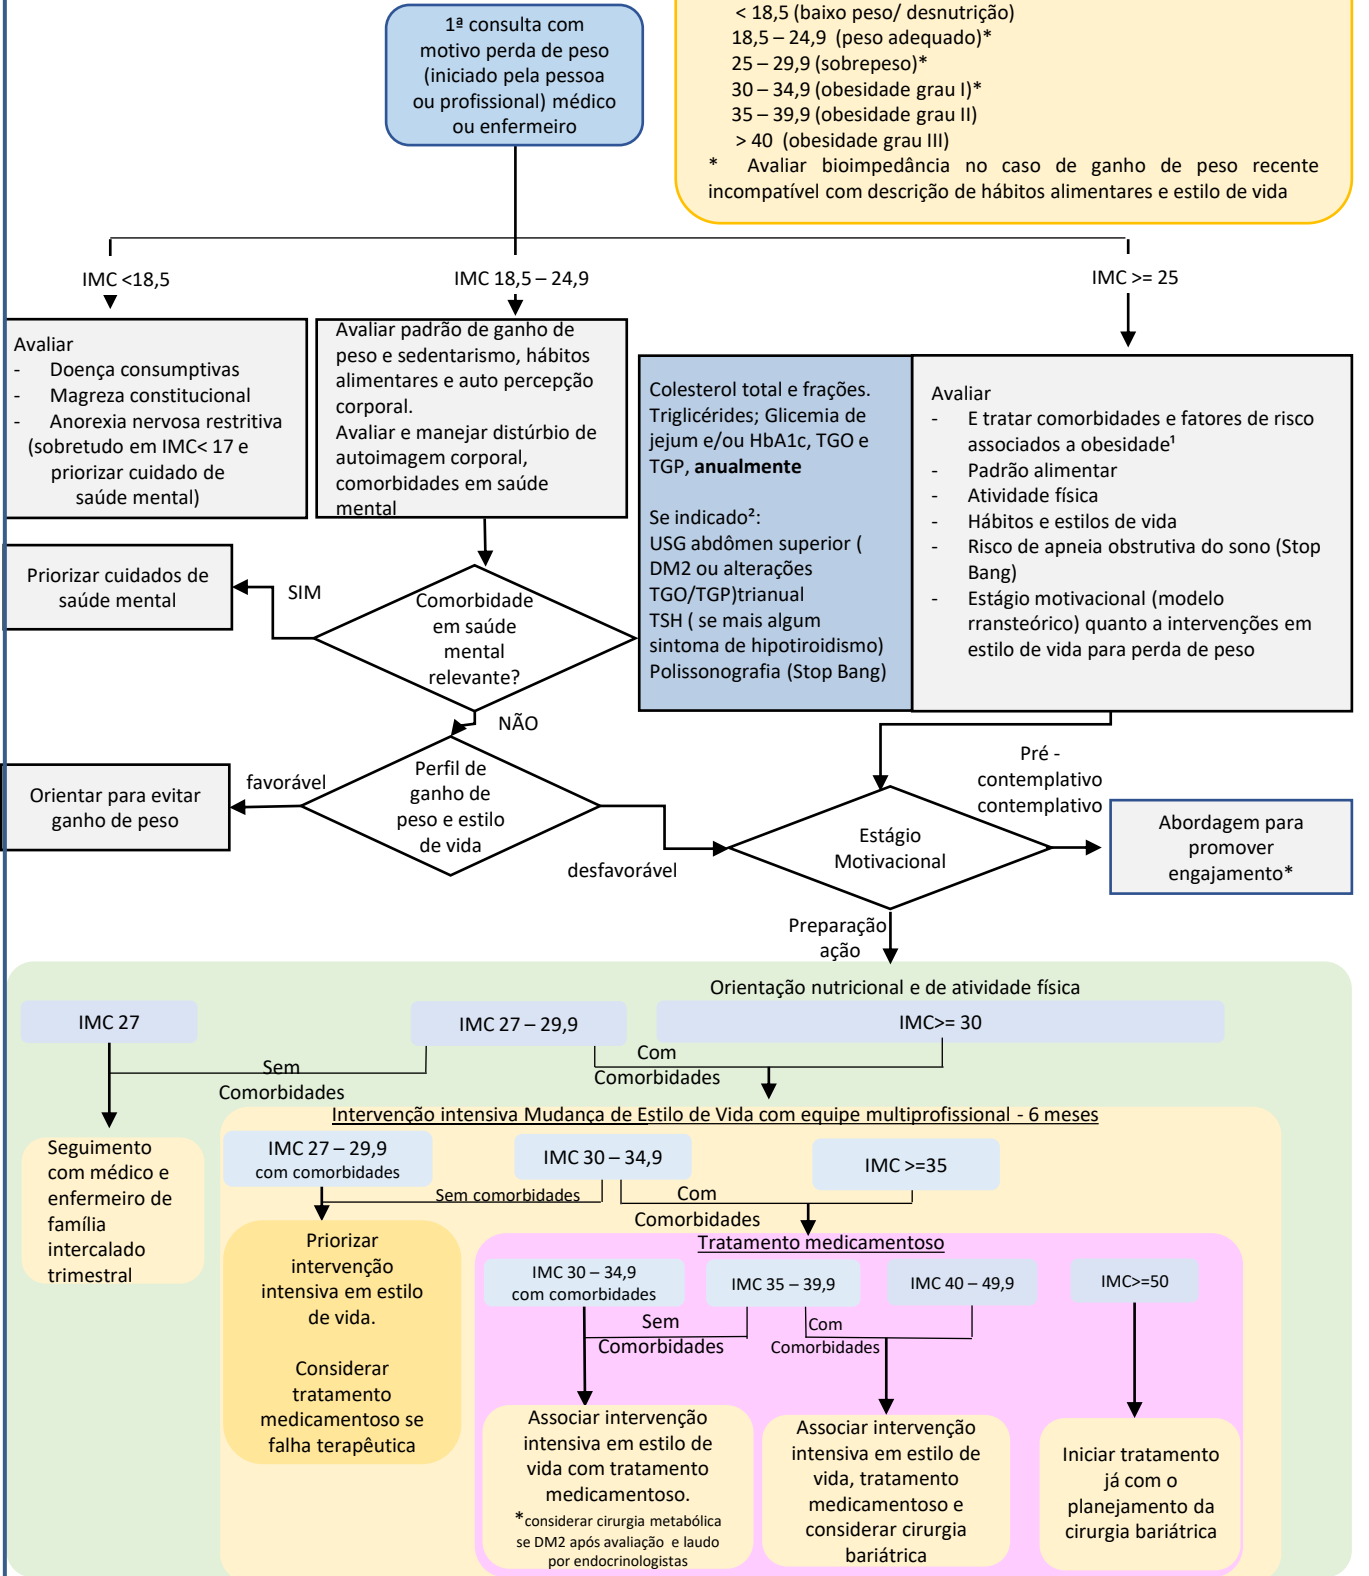 1ª consulta com
motivo perda de peso
(iniciado pela pessoa
ou profissional) médico
ou enfermeiro
< 18,5 (baixo peso/ desnutrição)
18,5 – 24,9 (peso adequado)*
25 – 29,9 (sobrepeso)*
30 – 34,9 (obesidade grau I)*
35 – 39,9 (obesidade grau II)
> 40 (obesidade grau III)
* Avaliar bioimpedância no caso de ganho de peso recente
incompatível com descrição de hábitos alimentares e estilo de vida
IMC <18,5
IMC 18,5 – 24,9
IMC >= 25
Avaliar
- Doença consumptivas
- Magreza constitucional
- Anorexia nervosa restritiva
(sobretudo em IMC< 17 e
priorizar cuidado de
saúde mental)
Avaliar padrão de ganho de
peso e sedentarismo, hábitos
alimentares e auto percepção
corporal.
Avaliar e manejar distúrbio de
autoimagem corporal,
comorbidades em saúde
mental
Colesterol total e frações.
Triglicérides; Glicemia de
jejum e/ou HbA1c, TGO e
TGP, anualmente
Se indicado²:
USG abdômen superior (
DM2 ou alterações
TGO/TGP)trianual
TSH ( se mais algum
sintoma de hipotiroidismo)
Polissonografia (Stop Bang)
Avaliar
- E tratar comorbidades e fatores de risco
associados a obesidade¹
- Padrão alimentar
- Atividade física
- Hábitos e estilos de vida
- Risco de apneia obstrutiva do sono (Stop
Bang)
- Estágio motivacional (modelo
rransteórico) quanto a intervenções em
estilo de vida para perda de peso
Priorizar cuidados de
saúde mental
SIM
Comorbidade
em saúde
mental
relevante?
NÃO
Orientar para evitar
ganho de peso
favorável
Perfil de
ganho de
peso e estilo
de vida
desfavorável
Estágio
Motivacional
Pré -
contemplativo
contemplativo
Abordagem para
promover
engajamento*
Preparação
ação
Orientação nutricional e de atividade física
IMC 27
IMC 27 – 29,9
IMC>= 30
Sem
Comorbidades
Com
Comorbidades
Intervenção intensiva Mudança de Estilo de Vida com equipe multiprofissional - 6 meses
Seguimento
com médico e
enfermeiro de
família
intercalado
trimestral
IMC 27 – 29,9
com comorbidades
IMC 30 – 34,9
IMC >=35
Sem comorbidades
Com
Comorbidades
Priorizar
intervenção
intensiva em estilo
de vida.
Considerar
tratamento
medicamentoso se
falha terapêutica
Tratamento medicamentoso
IMC 30 – 34,9
com comorbidades
IMC 35 – 39,9
IMC 40 – 49,9
IMC>=50
Sem
Comorbidades
Com
Comorbidades
Associar intervenção
intensiva em estilo de
vida com tratamento
medicamentoso.
*considerar cirurgia metabólica
se DM2 após avaliação e laudo
por endocrinologistas
Associar intervenção
intensiva em estilo de
vida, tratamento
medicamentoso e
considerar cirurgia
bariátrica
Iniciar tratamento
já com o
planejamento da
cirurgia bariátrica